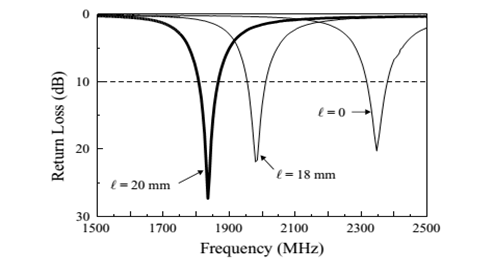 0
10
20
30
Return Loss (dB)
ℓ = 0
ℓ = 18 mm
ℓ = 20 mm
1500 1700 1900 2100 2300 2500
Frequency (MHz)